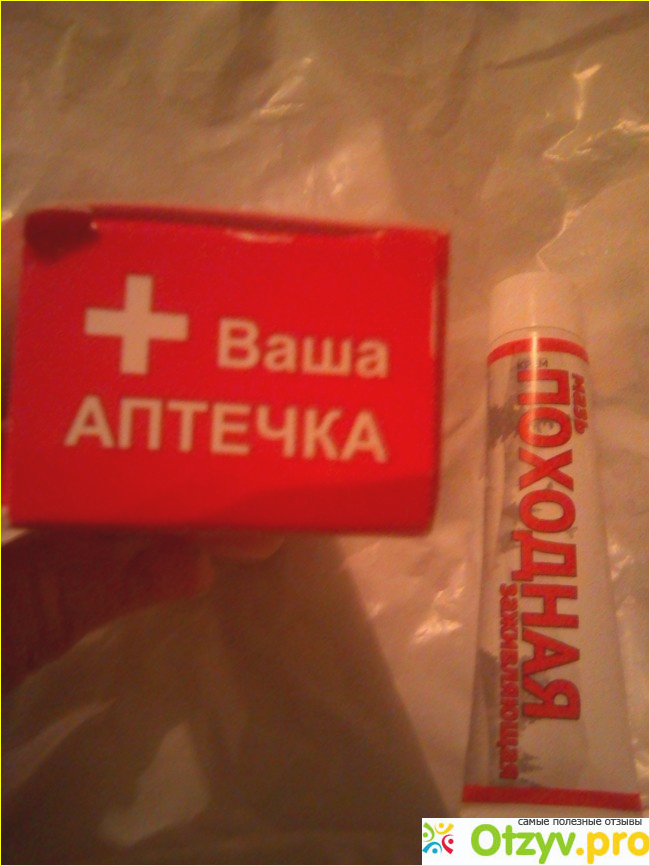 Ваша
АПТЕЧКА
мазь
ПОХОДНАЯ
заживляющая
самые полезные отзывы
Otzyv.pro